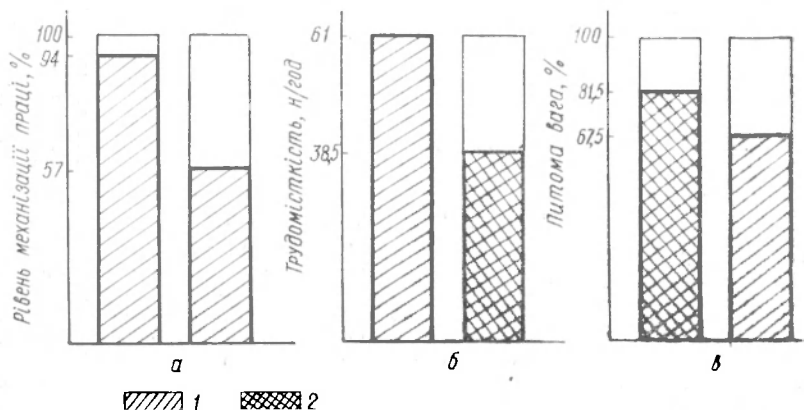 Рівень механізації праці, %
100
94
57
а
Трудомісткість, н/год
61
38,5
б
Питома вага, %
100
81,5
67,5
в
1
2